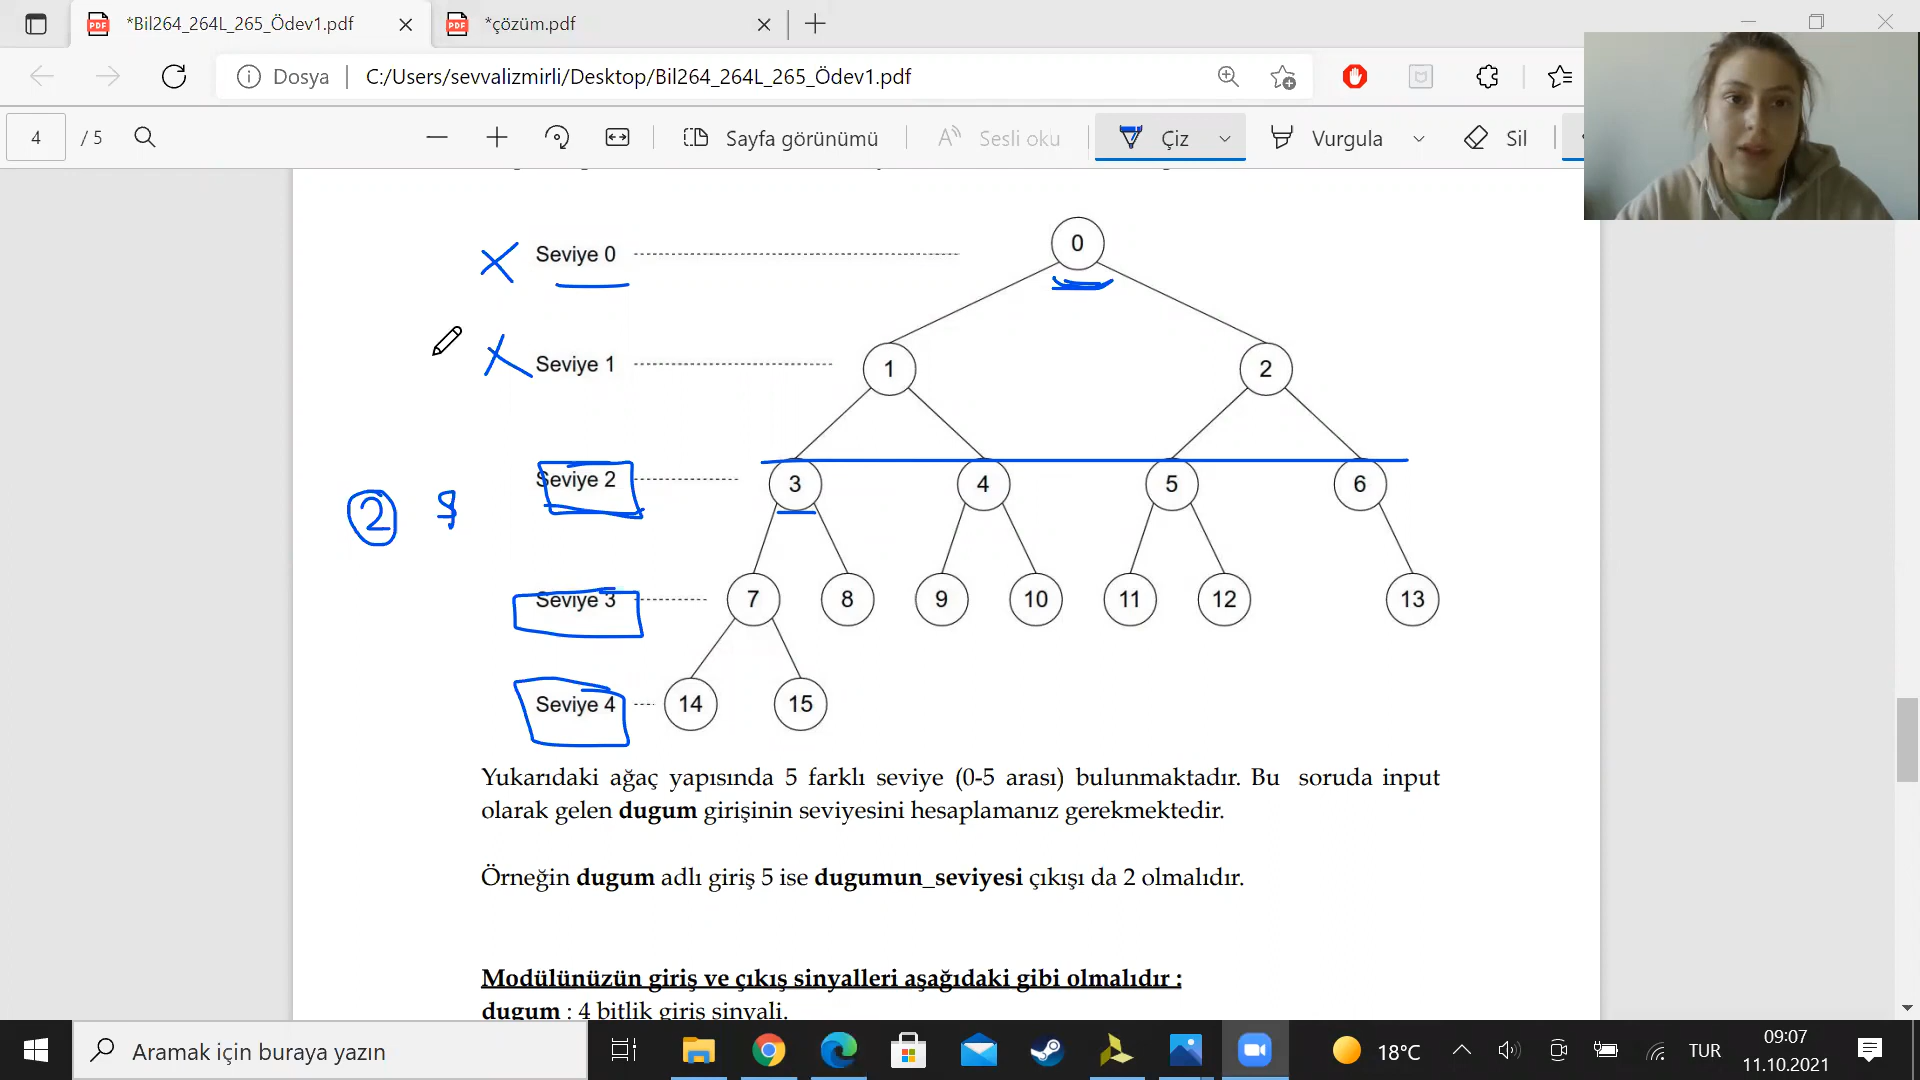 *Bil264_264L_265_Ödev1.pdf
*çözüm.pdf
Dosya
C:/Users/sevvalizmirli/Desktop/Bil264_264L_265_Ödev1.pdf
4 / 5
Sayfa görünümü
Sesli oku
Çiz
Vurgula
Sil
Seviye 0
0
Seviye 1
1 2
Seviye 2
3 4 5 6
2
Seviye 3
7 8 9 10 11 12 13
Seviye 4
14 15
Yukarıdaki ağaç yapısında 5 farklı seviye (0-5 arası) bulunmaktadır. Bu soruda input
olarak gelen dugum girişinin seviyesini hesaplamanız gerekmektedir.
Örneğin dugum adlı giriş 5 ise dugumun_seviyesi çıkışı da 2 olmalıdır.
Modülünüzün giriş ve çıkış sinyalleri aşağıdaki gibi olmalıdır :
dugum : 4 bitlik giriş sinyali.
Aramak için buraya yazın
18°C
TUR
09:07
11.10.2021